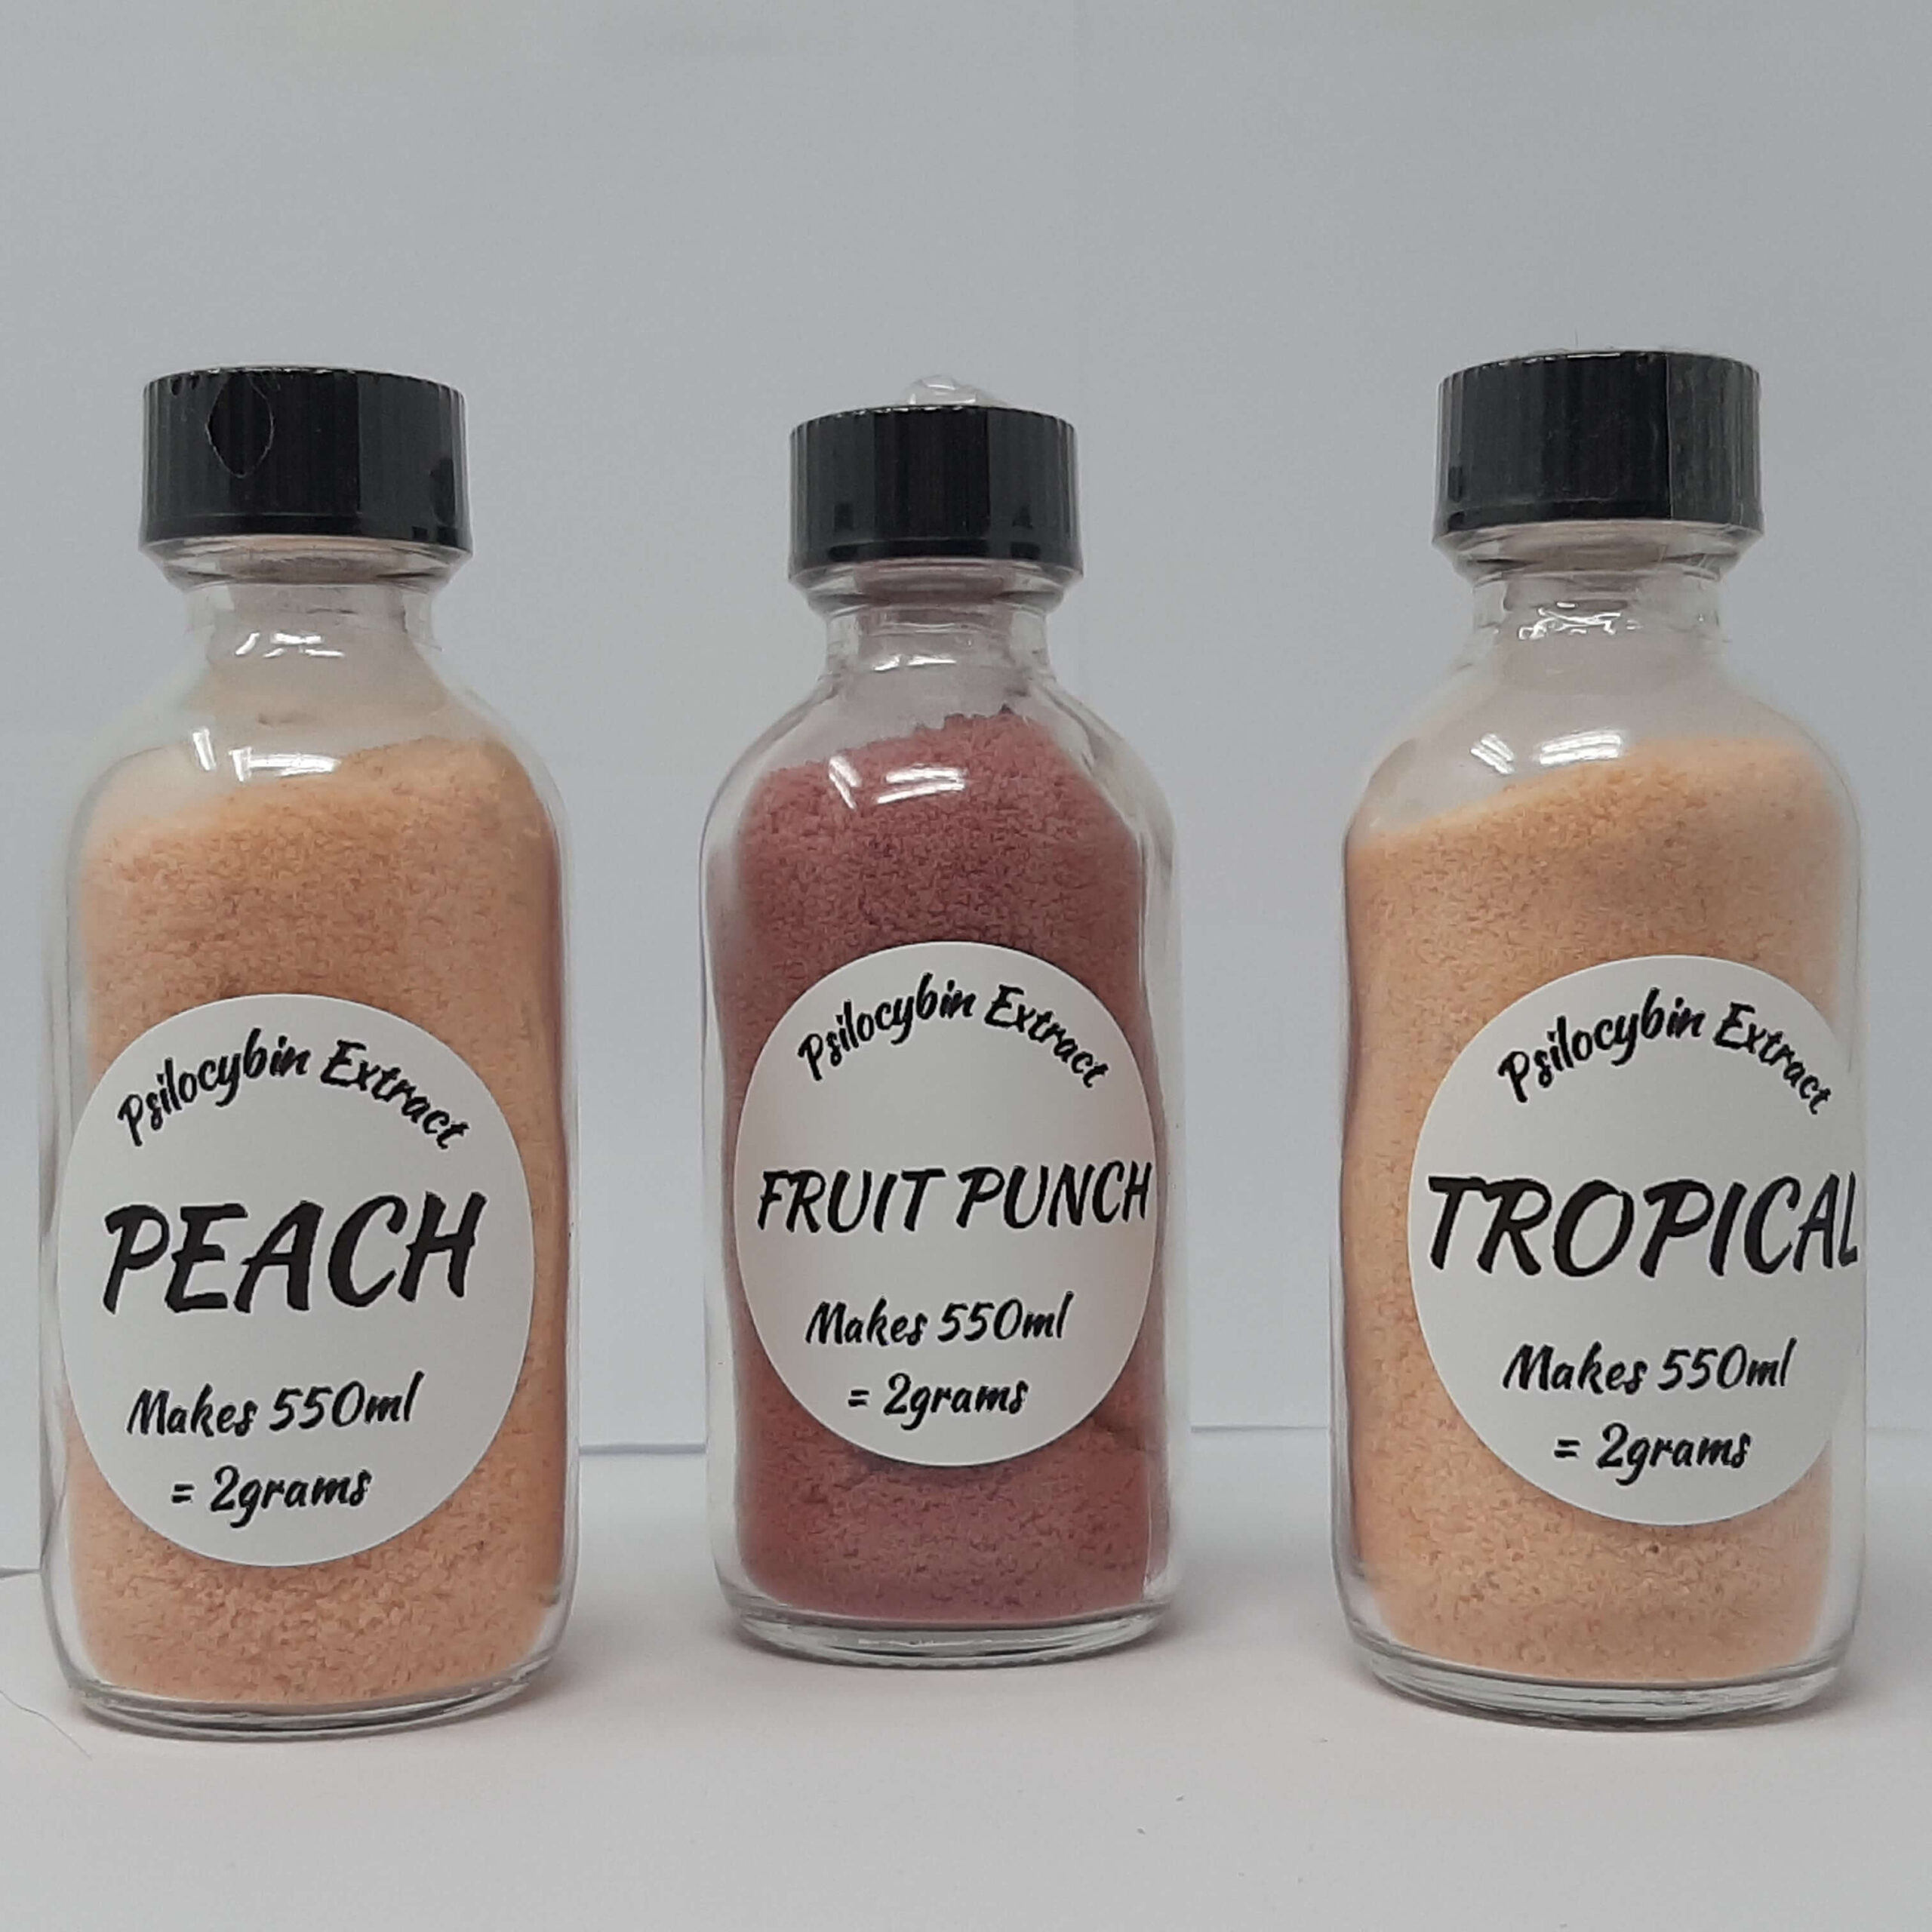 Psilocybin Extract
PEACH
Makes 550ml
= 2grams
Psilocybin Extract
FRUIT PUNCH
Makes 550ml
= 2grams
Psilocybin Extract
TROPICAL
Makes 550ml
= 2grams